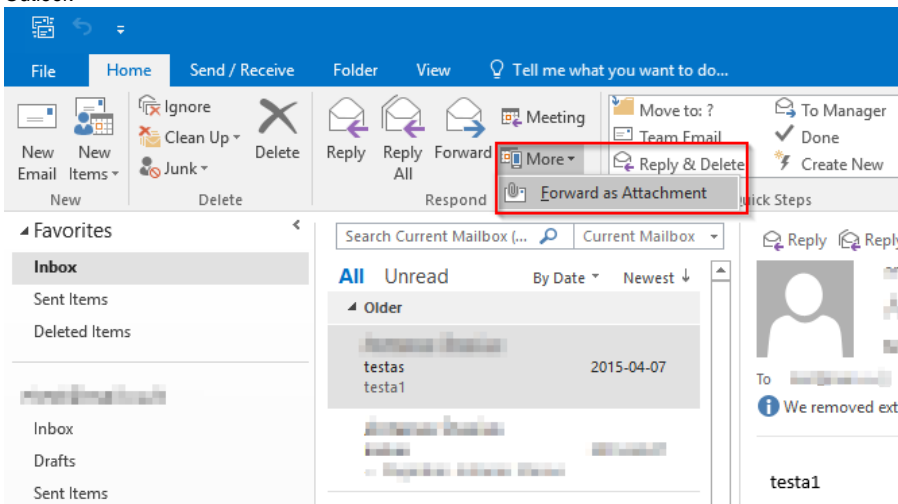 Outlook
File Home Send / Receive Folder View Tell me what you want to do...
New Email
New Items
Ignore
Clean Up
Junk
Delete
Reply
Reply All
Forward
Meeting
More
Move to: ?
Team Email
Reply & Delete
To Manager
Done
Create New
Forward as Attachment
New Delete Respond uick Steps
Favorites
Inbox
Sent Items
Deleted Items
Inbox
Drafts
Sent Items
Search Current Mailbox (... Current Mailbox
All Unread By Date Newest ↓
Older
testas 2015-04-07
testa1
Reply Reply
To
We removed ext
testa1